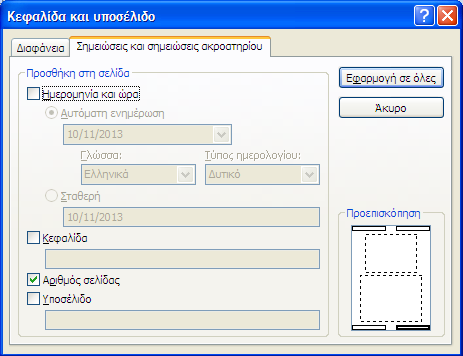 Κεφαλίδα και υποσέλιδο
Διαφάνεια
Σημειώσεις και σημειώσεις ακροατηρίου
Προσθήκη στη σελίδα
Ημερομηνία και ώρα
Αυτόματη ενημέρωση
10/11/2013
Γλώσσα: Τύπος ημερολογίου:
Ελληνικά Δυτικό
Σταθερή
10/11/2013
Κεφαλίδα
Αριθμός σελίδας
Υποσέλιδο
Εφαρμογή σε όλες
Άκυρο
Προεπισκόπηση